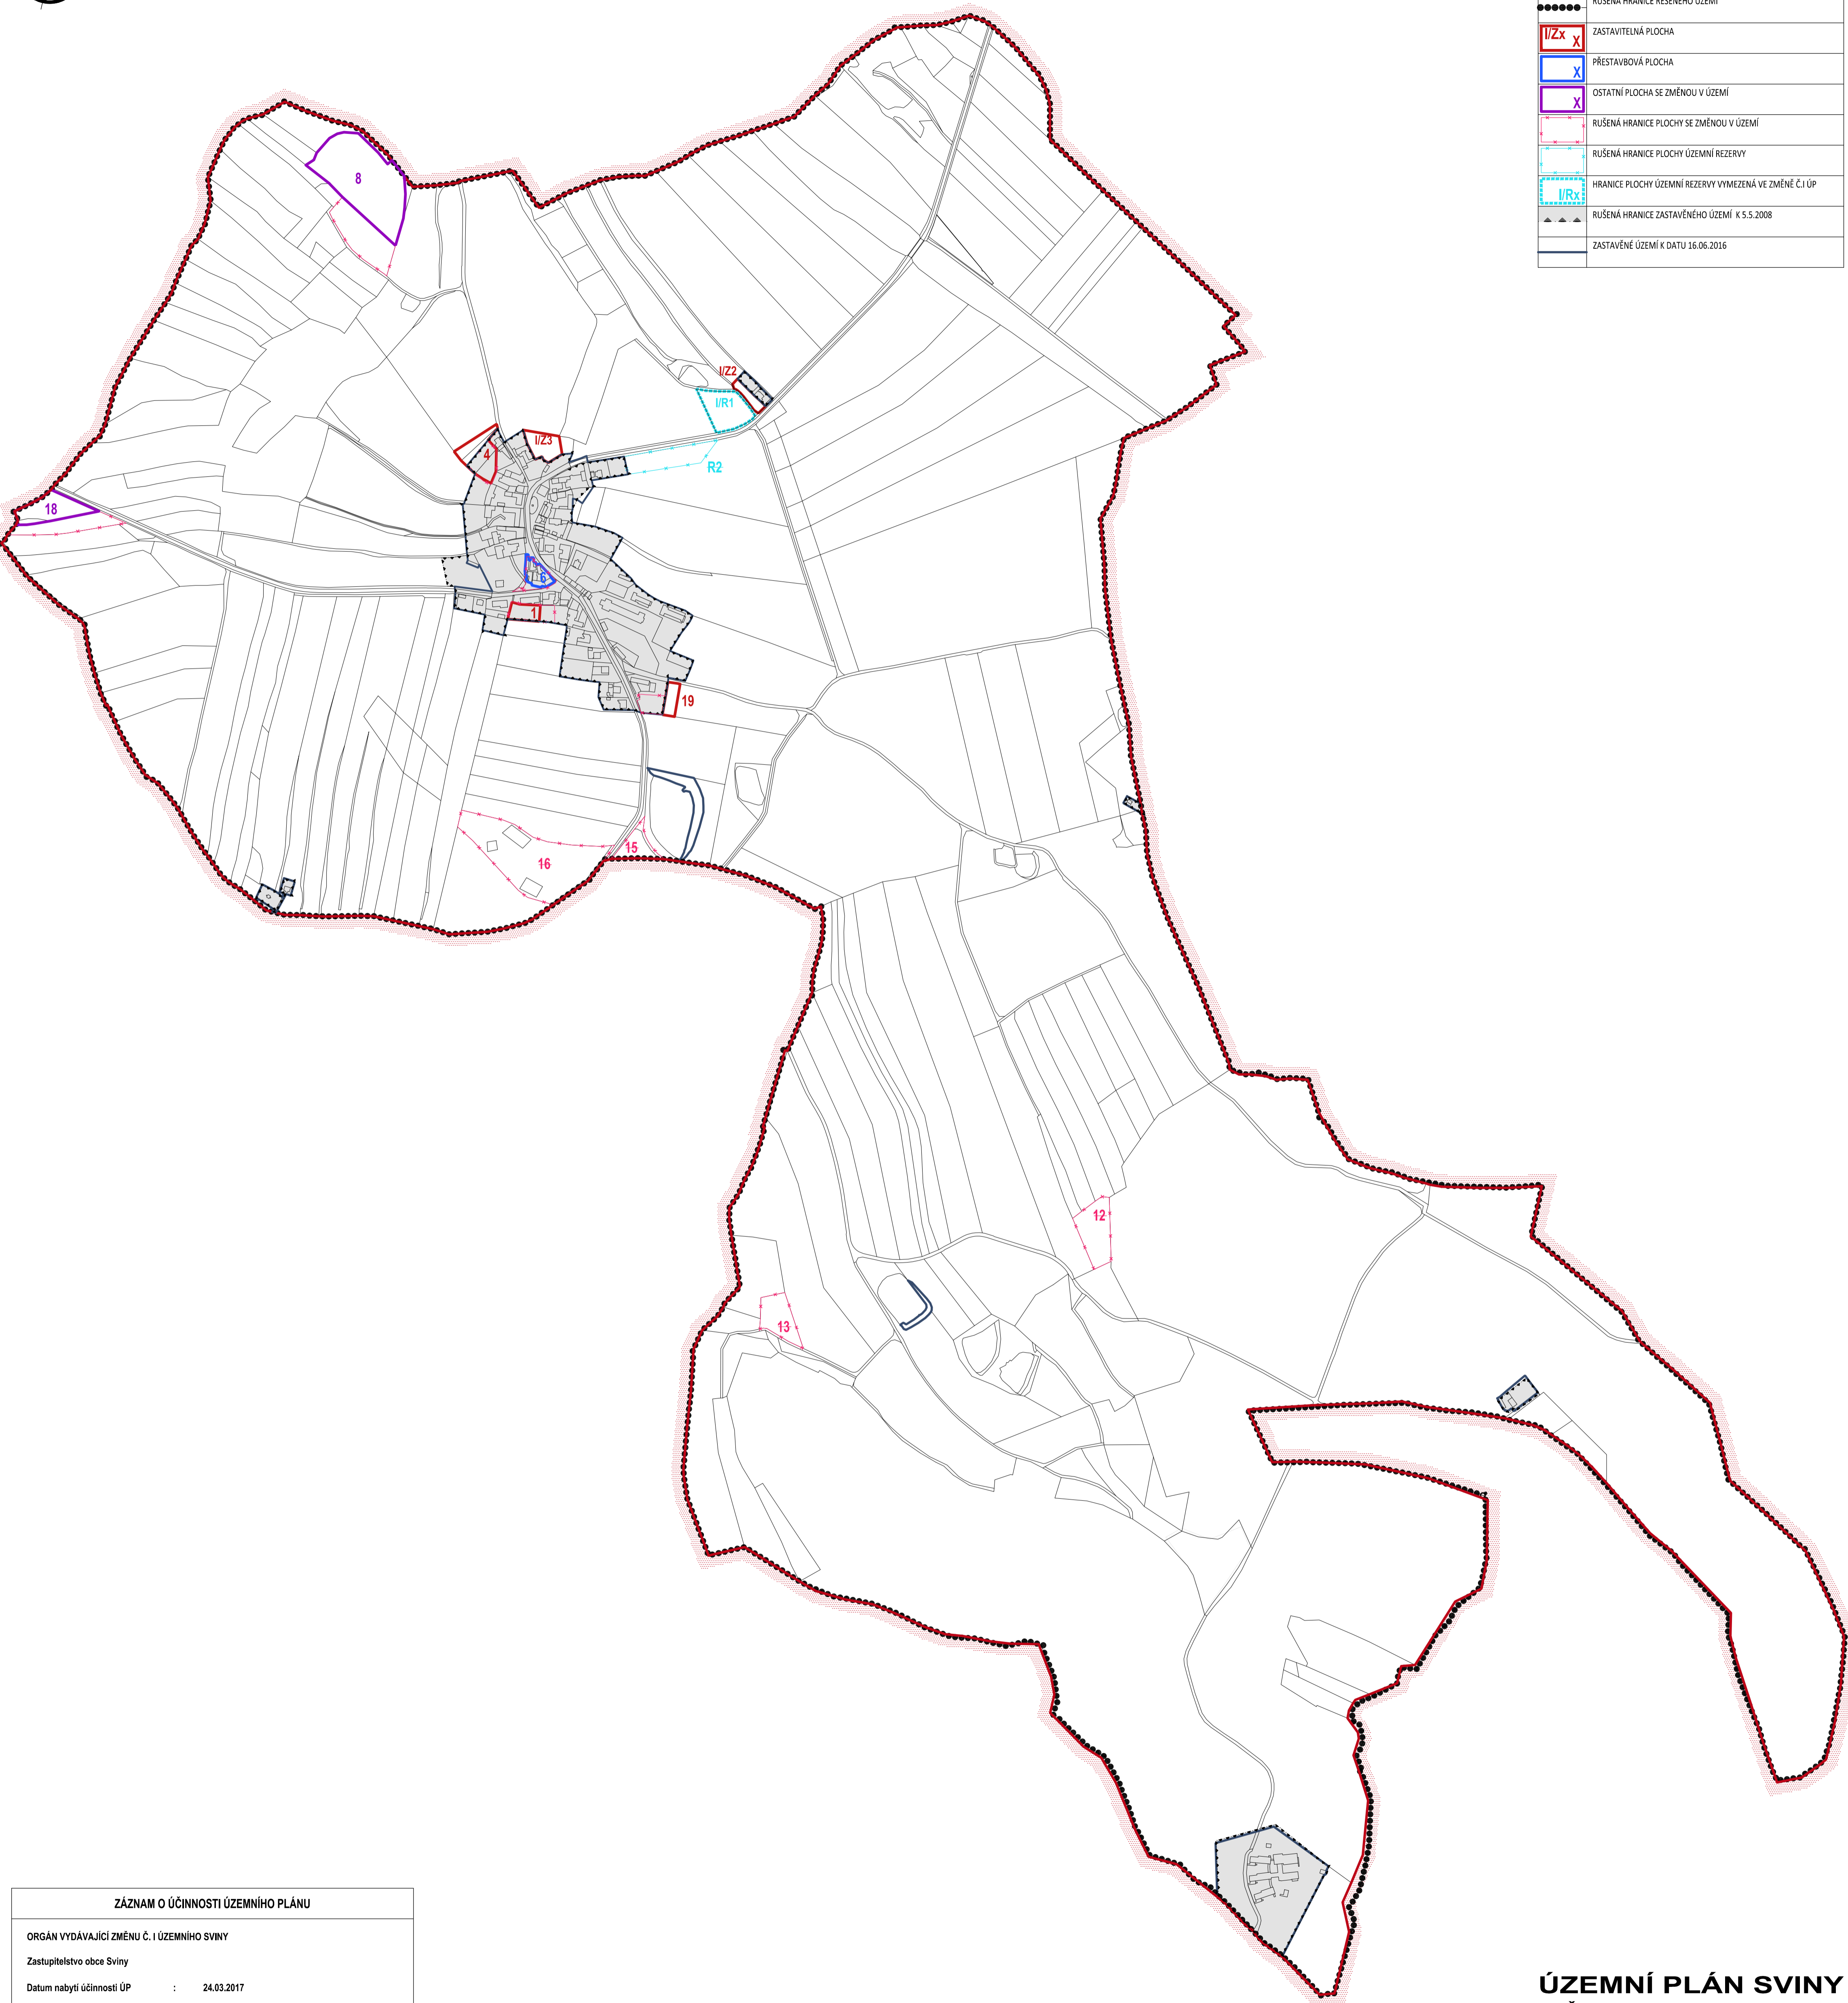 RUŠENÁ HRANICE ŘEŠENÉHO ÚZEMÍ
I/Zx X ZASTAVITELNÁ PLOCHA
X PŘESTAVBOVÁ PLOCHA
X OSTATNÍ PLOCHA SE ZMĚNOU V ÚZEMÍ
RUŠENÁ HRANICE PLOCHY SE ZMĚNOU V ÚZEMÍ
RUŠENÁ HRANICE PLOCHY ÚZEMNÍ REZERVY
I/Rx HRANICE PLOCHY ÚZEMNÍ REZERVY VYMEZENÁ VE ZMĚNĚ Č.I ÚP
RUŠENÁ HRANICE ZASTAVĚNÉHO ÚZEMÍ K 5.5.2008
ZASTAVĚNÉ ÚZEMÍ K DATU 16.06.2016
8
I/Z2
I/R1
I/Z3
4
R2
18
6
1
19
15
16
12
13
ZÁZNAM O ÚČINNOSTI ÚZEMNÍHO PLÁNU
ORGÁN VYDÁVAJÍCÍ ZMĚNU Č. I ÚZEMNÍHO SVINY
Zastupitelstvo obce Sviny
Datum nabytí účinnosti ÚP : 24.03.2017
ÚZEMNÍ PLÁN SVINY